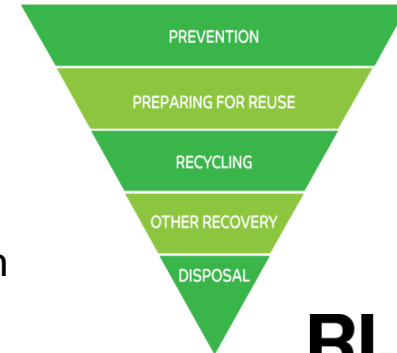 PREVENTION
PREPARING FOR REUSE
RECYCLING
OTHER RECOVERY
DISPOSAL